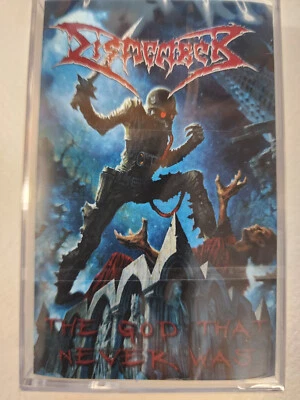 DISMEMBER
THE GOD THAT
NEVER WAS